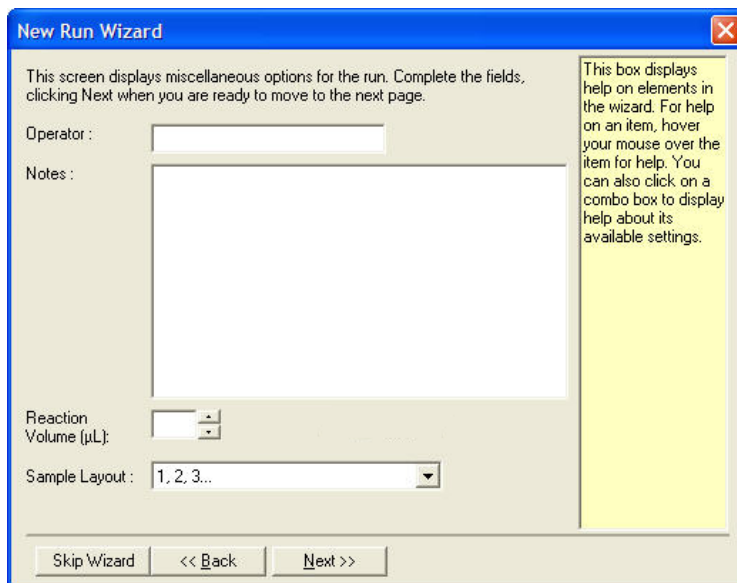 New Run Wizard
This screen displays miscellaneous options for the run. Complete the fields,
clicking Next when you are ready to move to the next page.
Operator :
Notes :
Reaction
Volume (µL):
Sample Layout :
1, 2, 3...
This box displays
help on elements in
the wizard. For help
on an item, hover
your mouse over the
item for help. You
can also click on a
combo box to display
help about its
available settings.
Skip Wizard
<< Back
Next >>